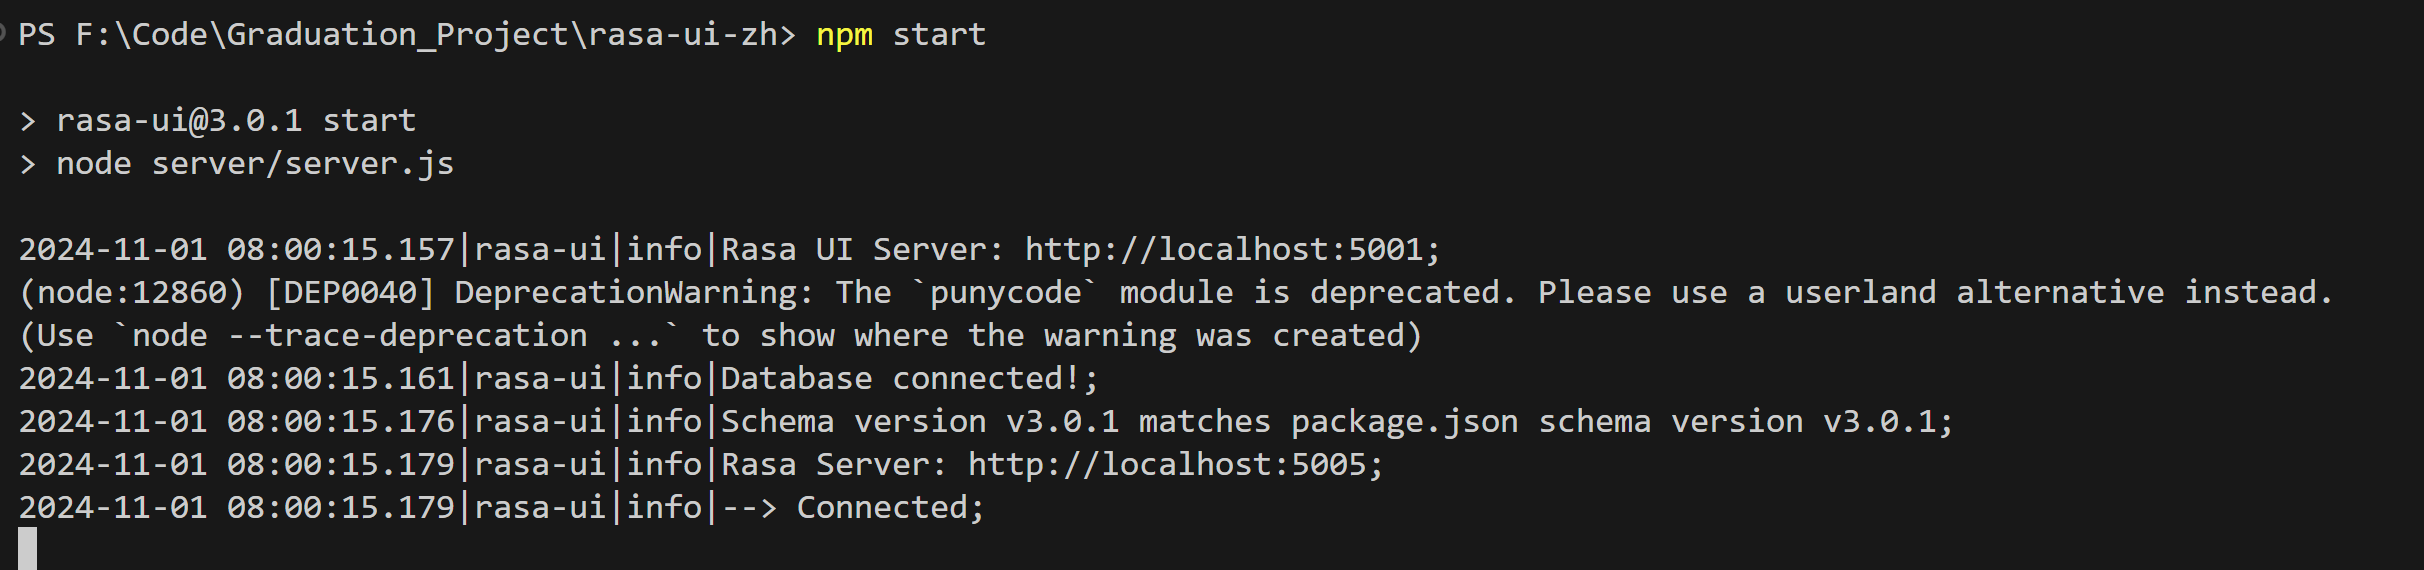 PS F:\Code\Graduation_Project\rasa-ui-zh> npm start
> rasa-ui@3.0.1 start
> node server/server.js
2024-11-01 08:00:15.157|rasa-ui|info|Rasa UI Server: http://localhost:5001;
(node:12860) [DEP0040] DeprecationWarning: The `punycode` module is deprecated. Please use a userland alternative instead.
(Use `node --trace-deprecation ...` to show where the warning was created)
2024-11-01 08:00:15.161|rasa-ui|info|Database connected!;
2024-11-01 08:00:15.176|rasa-ui|info|Schema version v3.0.1 matches package.json schema version v3.0.1;
2024-11-01 08:00:15.179|rasa-ui|info|Rasa Server: http://localhost:5005;
2024-11-01 08:00:15.179|rasa-ui|info|--> Connected;